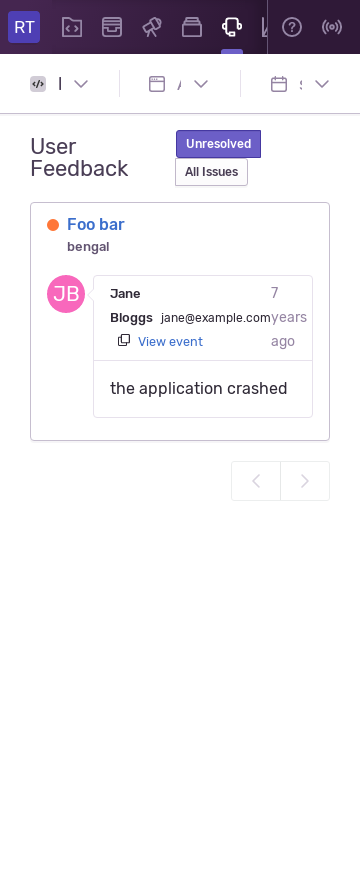 RT
User
Feedback
Unresolved
All Issues
Foo bar
bengal
JB
Jane
Bloggs jane@example.com
7
years
ago
View event
the application crashed